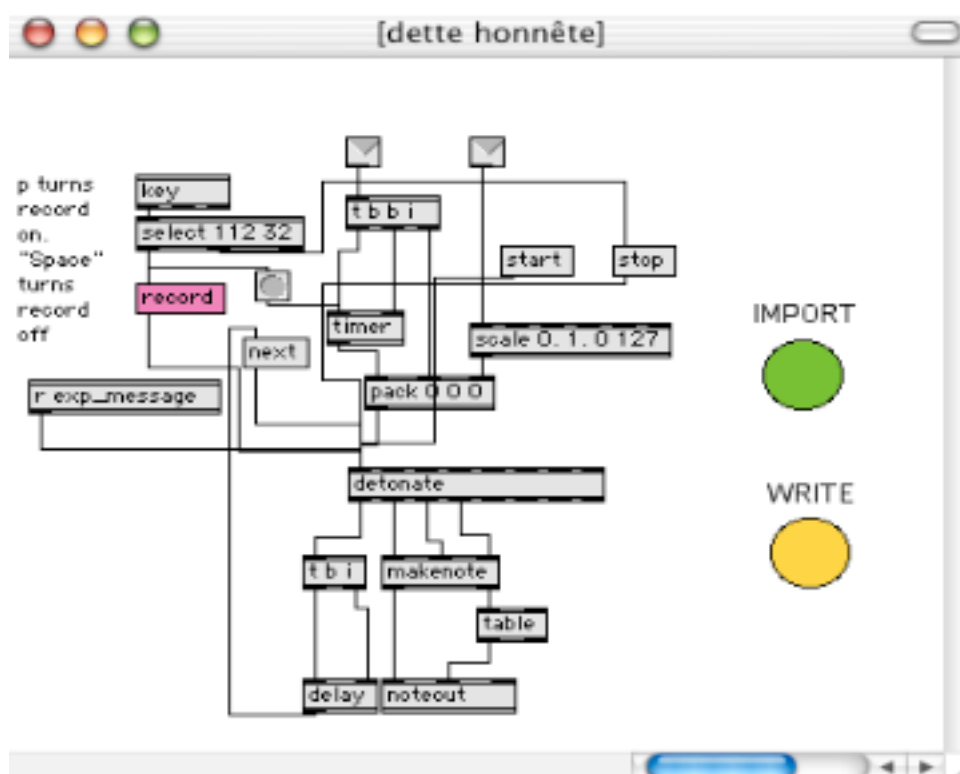 [dette honnête]
p turns
record
on.
"Space"
turns
record
off
key
select 112 32
record
next
r exp_message
t b b i
timer
start
stop
scale 0. 1. 0 127
pack 0 0 0
detonate
t b i
makenote
table
delay
noteout
IMPORT
WRITE